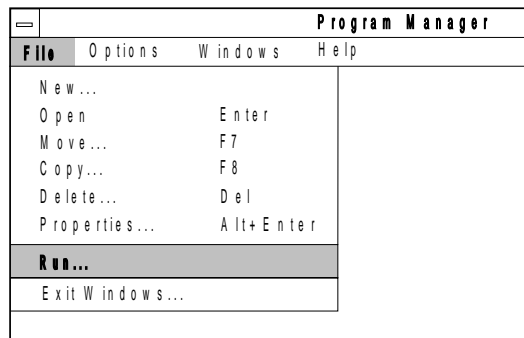 Program Manager
File Options Windows Help
New...
Open Enter
Move... F7
Copy... F8
Delete... Del
Properties... Alt+Enter
Run...
Exit Windows...